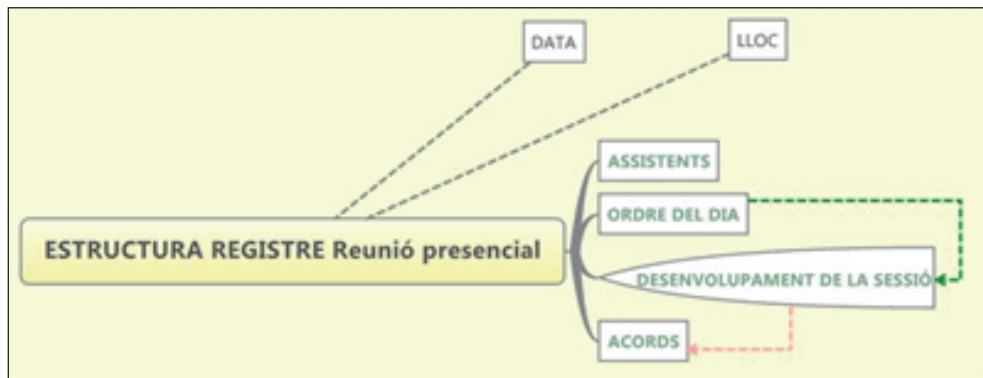 DATA
LLOC
ASSISTENTS
ORDRE DEL DIA
ESTRUCTURA REGISTRE Reunió presencial
DESENVOLUPAMENT DE LA SESSIÓ
ACORDS